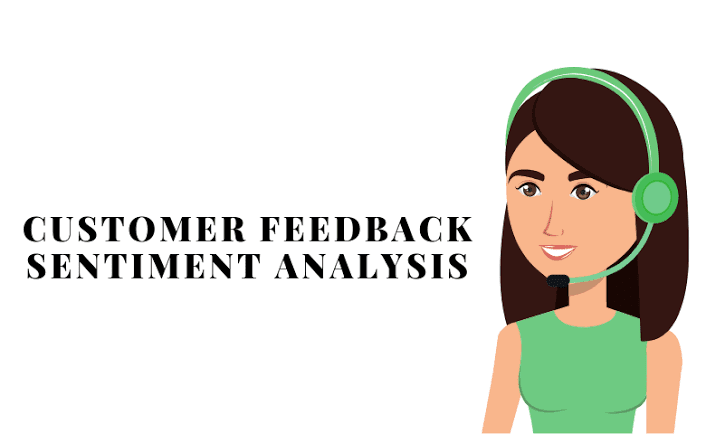 CUSTOMER FEEDBACK
SENTIMENT ANALYSIS